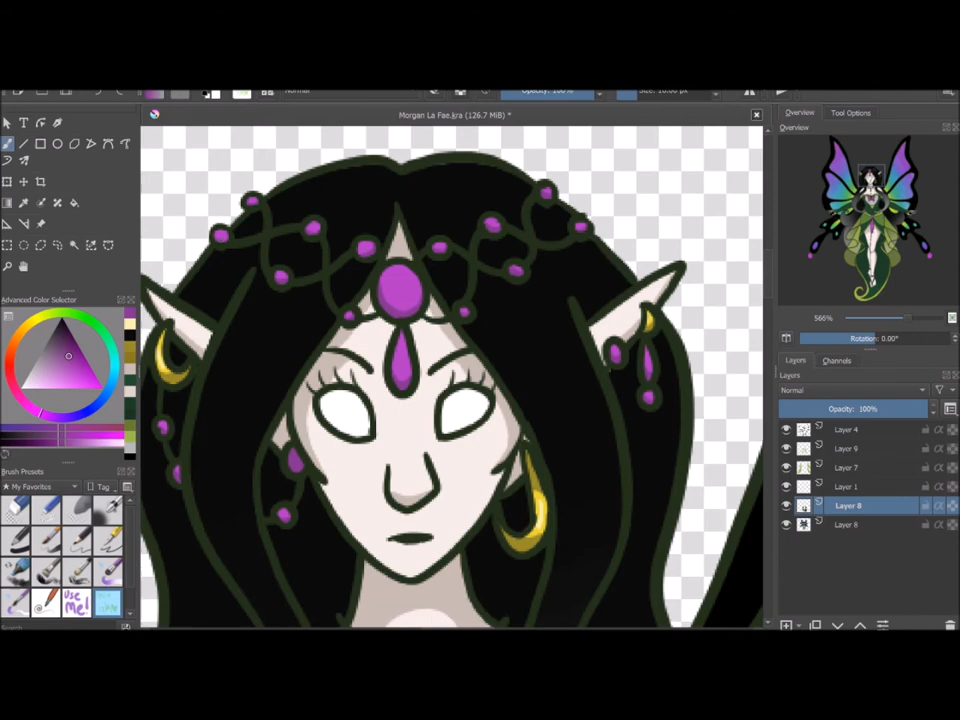 Normal
Opacity: 100%
Size: 10.00 px
Morgan La Fae.kra (126.7 MiB) *
Overview
Tool Options
Overview
566%
Rotation: 0.00°
Layers
Channels
Layers
Normal
Opacity: 100%
Layer 4
Layer 9
Layer 7
Layer 1
Layer 8
Layer 8
Advanced Color Selector
Brush Presets
My Favorites
Tag
use
me!
Search